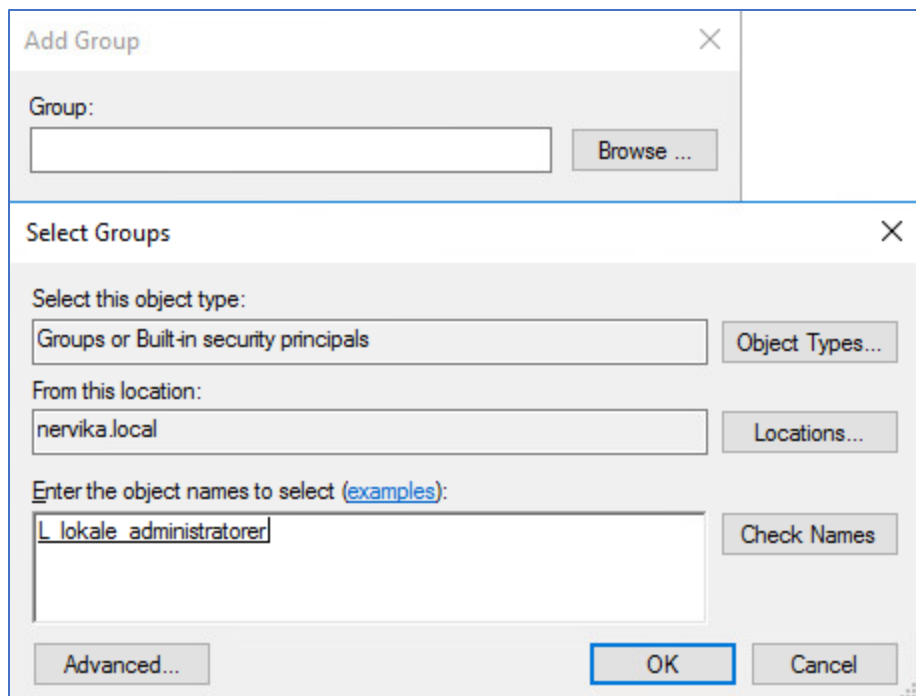 Add Group
Group:
Browse ...
Select Groups
Select this object type:
Groups or Built-in security principals
Object Types...
From this location:
nervika.local
Locations...
Enter the object names to select (examples):
L_lokale_administratorer
Check Names
Advanced...
OK
Cancel